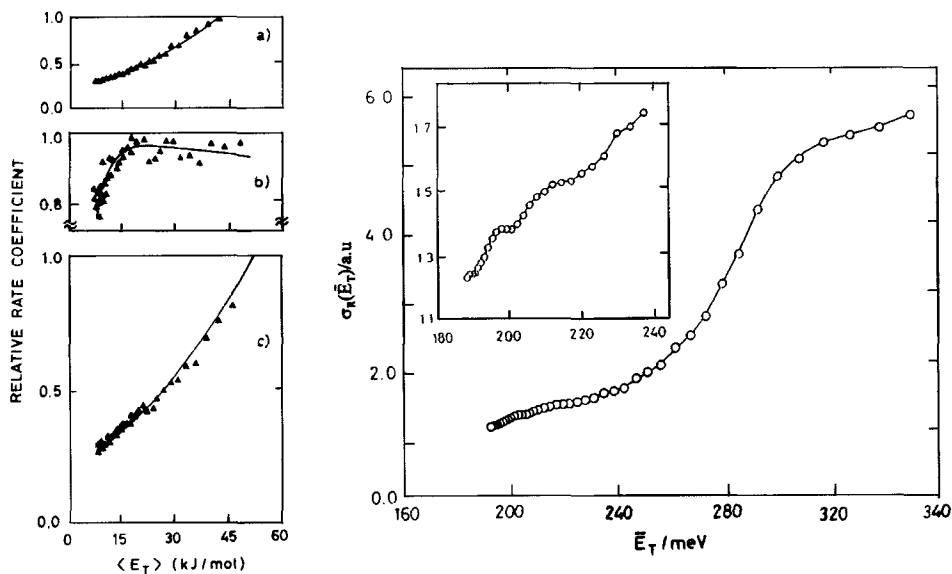 RELATIVE RATE COEFFICIENT
1.0
a)
0.5
0.0
1.0
b)
0.8
1.0
c)
0.5
0.0
0 15 30 45 60
⟨E_T⟩ (kJ/mol)
σ_R(Ē_T)/a.u
6.0
4.0
2.0
0.0
160 200 240 280 320 340
Ē_T /meV
1.7
1.5
1.3
1.1
180 200 220 240